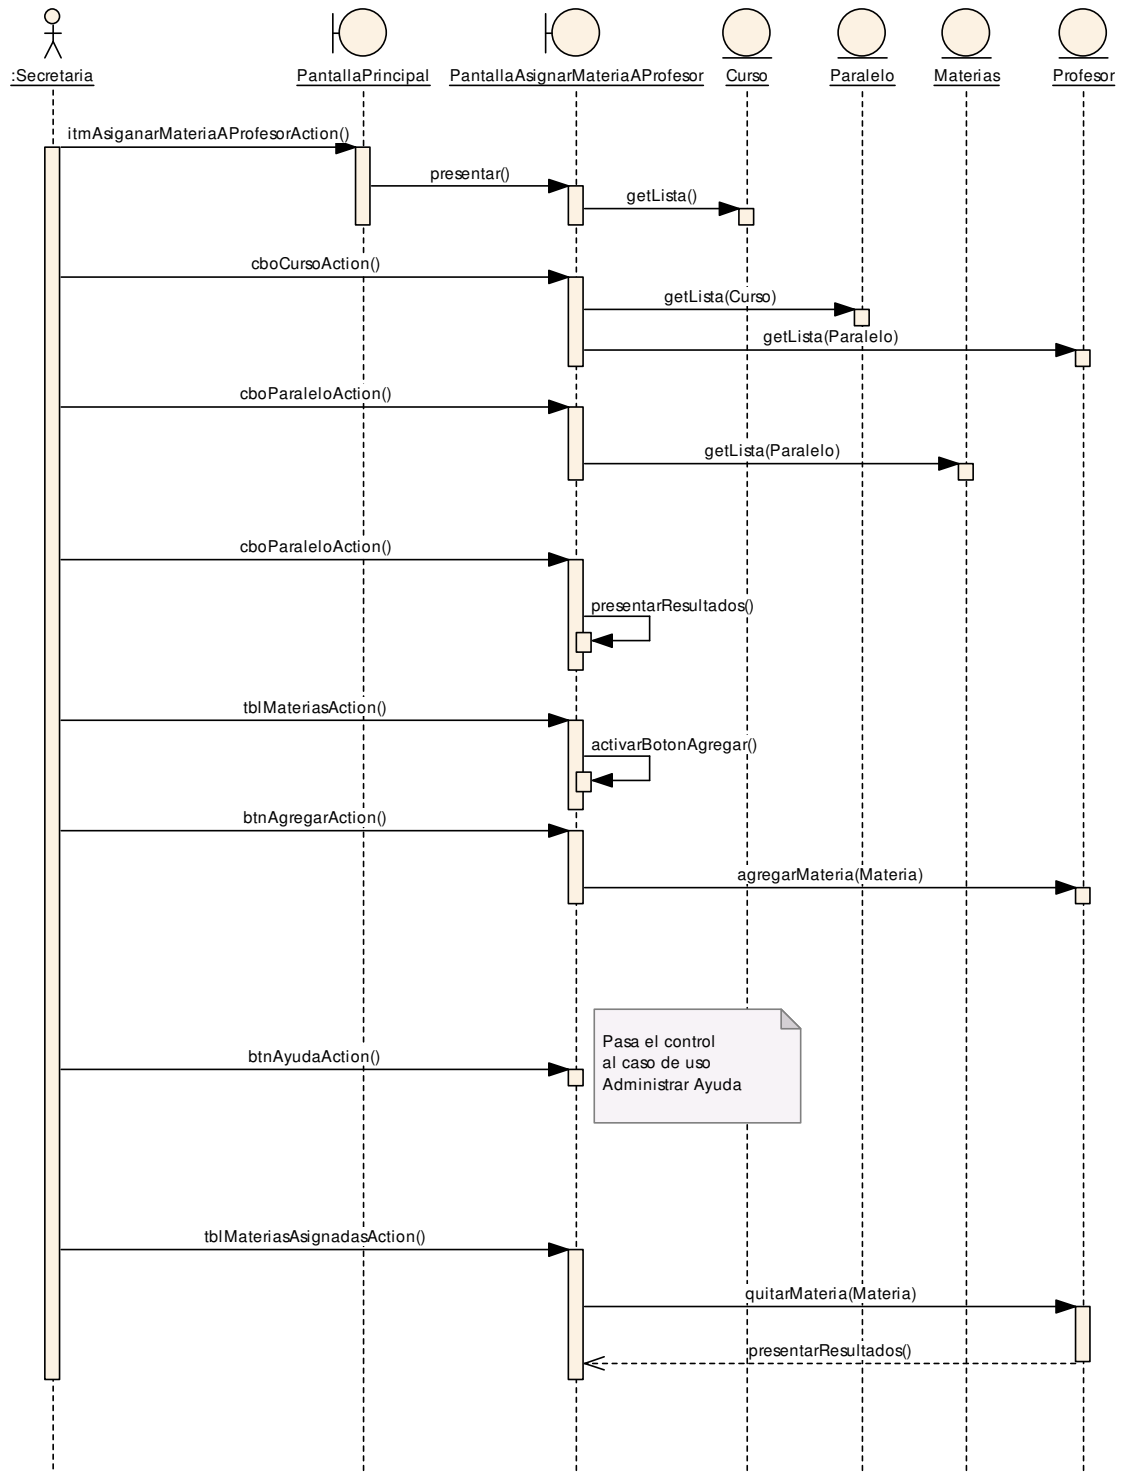 :Secretaria
PantallaPrincipal
PantallaAsignarMateriaAProfesor
Curso
Paralelo
Materias
Profesor
itmAsiganarMateriaAProfesorAction()
presentar()
getLista()
cboCursoAction()
getLista(Curso)
getLista(Paralelo)
cboParaleloAction()
getLista(Paralelo)
cboParaleloAction()
presentarResultados()
tblMateriasAction()
activarBotonAgregar()
btnAgregarAction()
agregarMateria(Materia)
Pasa el control
al caso de uso
Administrar Ayuda
btnAyudaAction()
tblMateriasAsignadasAction()
quitarMateria(Materia)
presentarResultados()